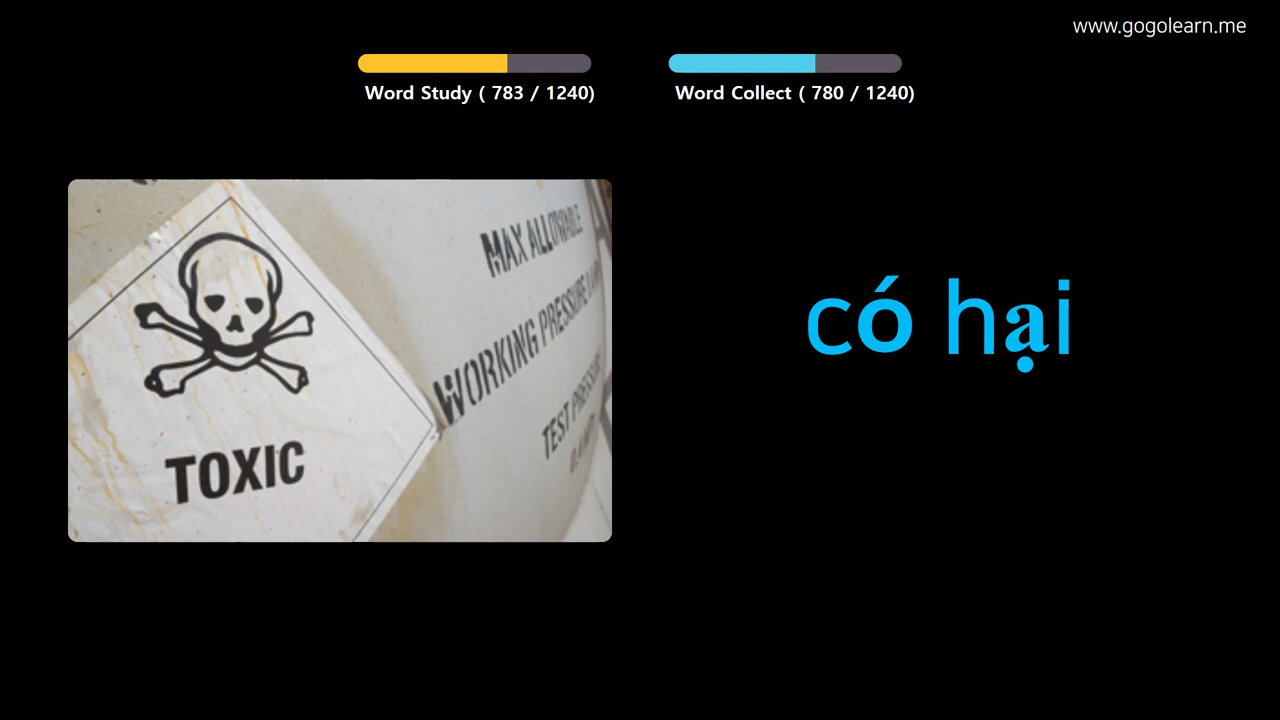 www.gogolearn.me
Word Study ( 783 / 1240)
Word Collect ( 780 / 1240)
có hại
MAX ALLOWABLE
WORKING PRESSURE
TEST PRESSURE
TOXIC